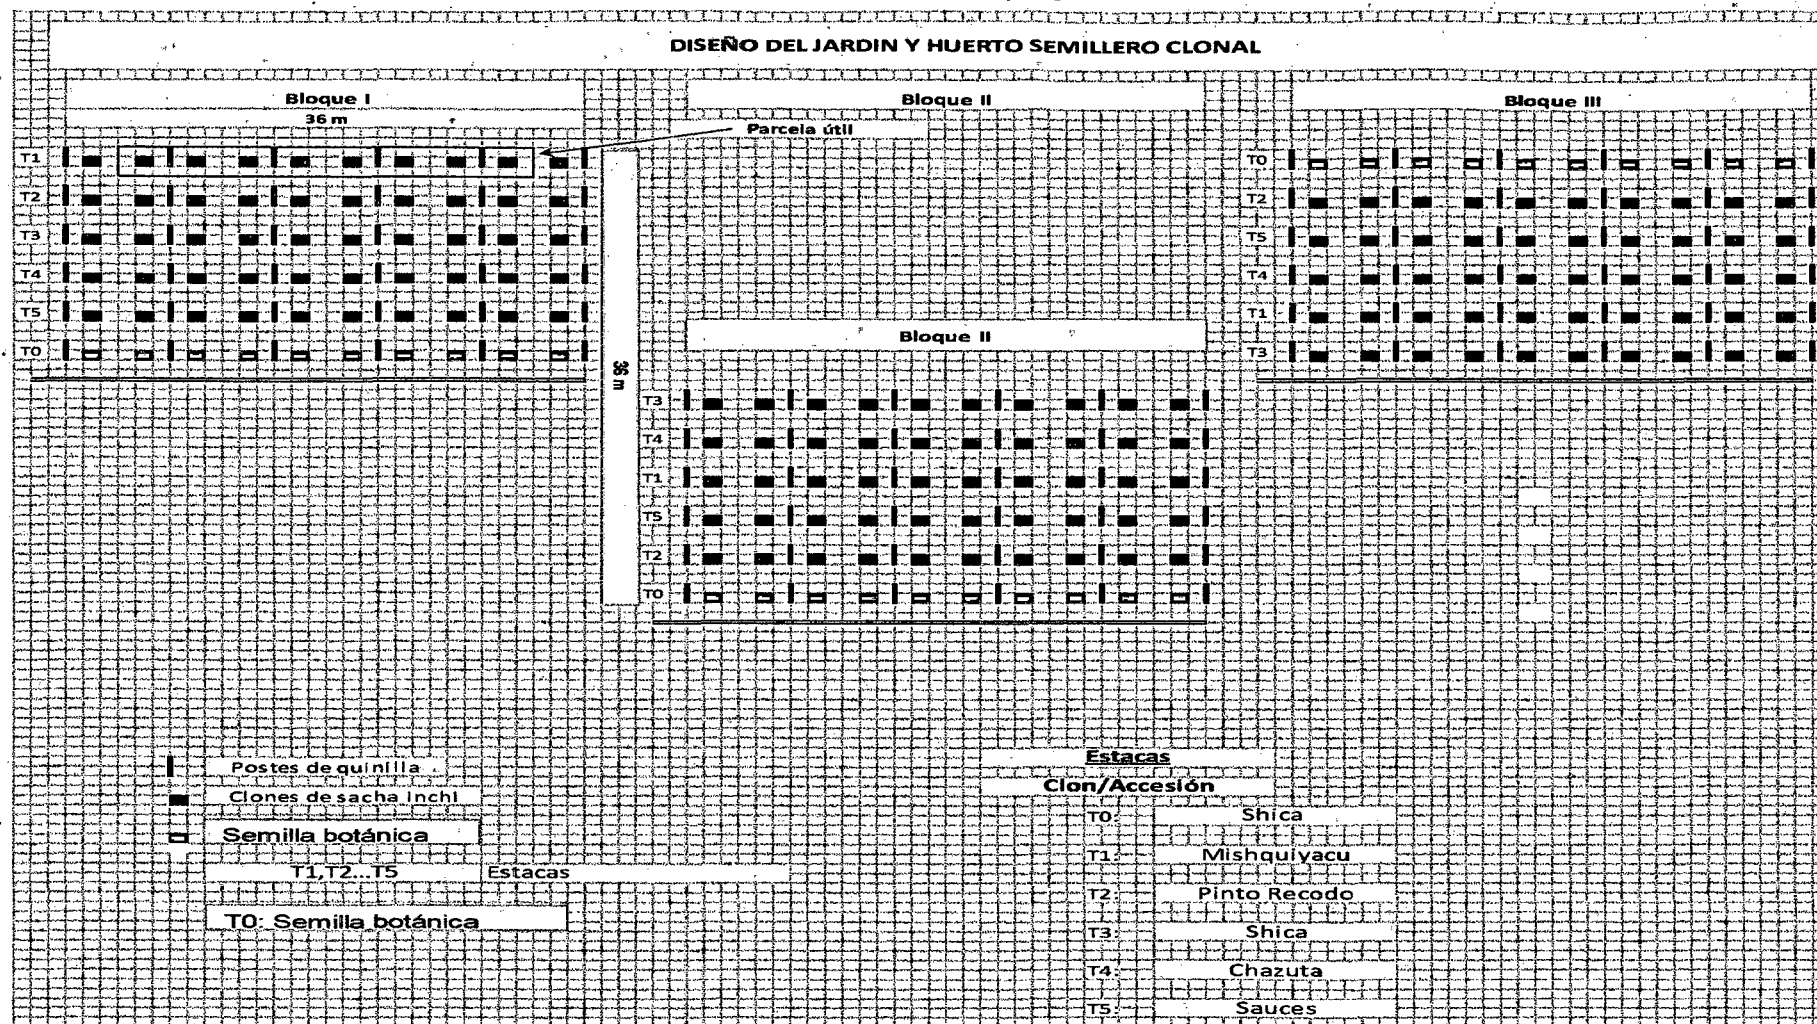 DISEÑO DEL JARDIN Y HUERTO SEMILLERO CLONAL
Bloque I
36 m
Bloque II
Bloque III
Parcela útil
T1
T2
T3
T4
T5
T0
36 m
Bloque II
T3
T4
T1
T5
T2
T0
T0
T2
T5
T4
T1
T3
Postes de quinilla
Clones de sacha inchi
Semilla botánica
T1,T2...T5 Estacas
T0: Semilla botánica
Estacas
Clon/Accesión
T0: Shica
T1: Mishquiyacu
T2: Pinto Recodo
T3: Shica
T4: Chazuta
T5: Sauces